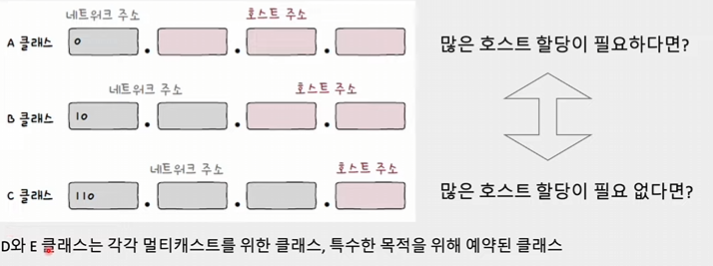 네트워크 주소 호스트 주소
A 클래스 0 . . .
많은 호스트 할당이 필요하다면?
네트워크 주소 호스트 주소
B 클래스 10 . . .
네트워크 주소 호스트 주소
C 클래스 110 . . .
많은 호스트 할당이 필요 없다면?
D와 E 클래스는 각각 멀티캐스트를 위한 클래스, 특수한 목적을 위해 예약된 클래스